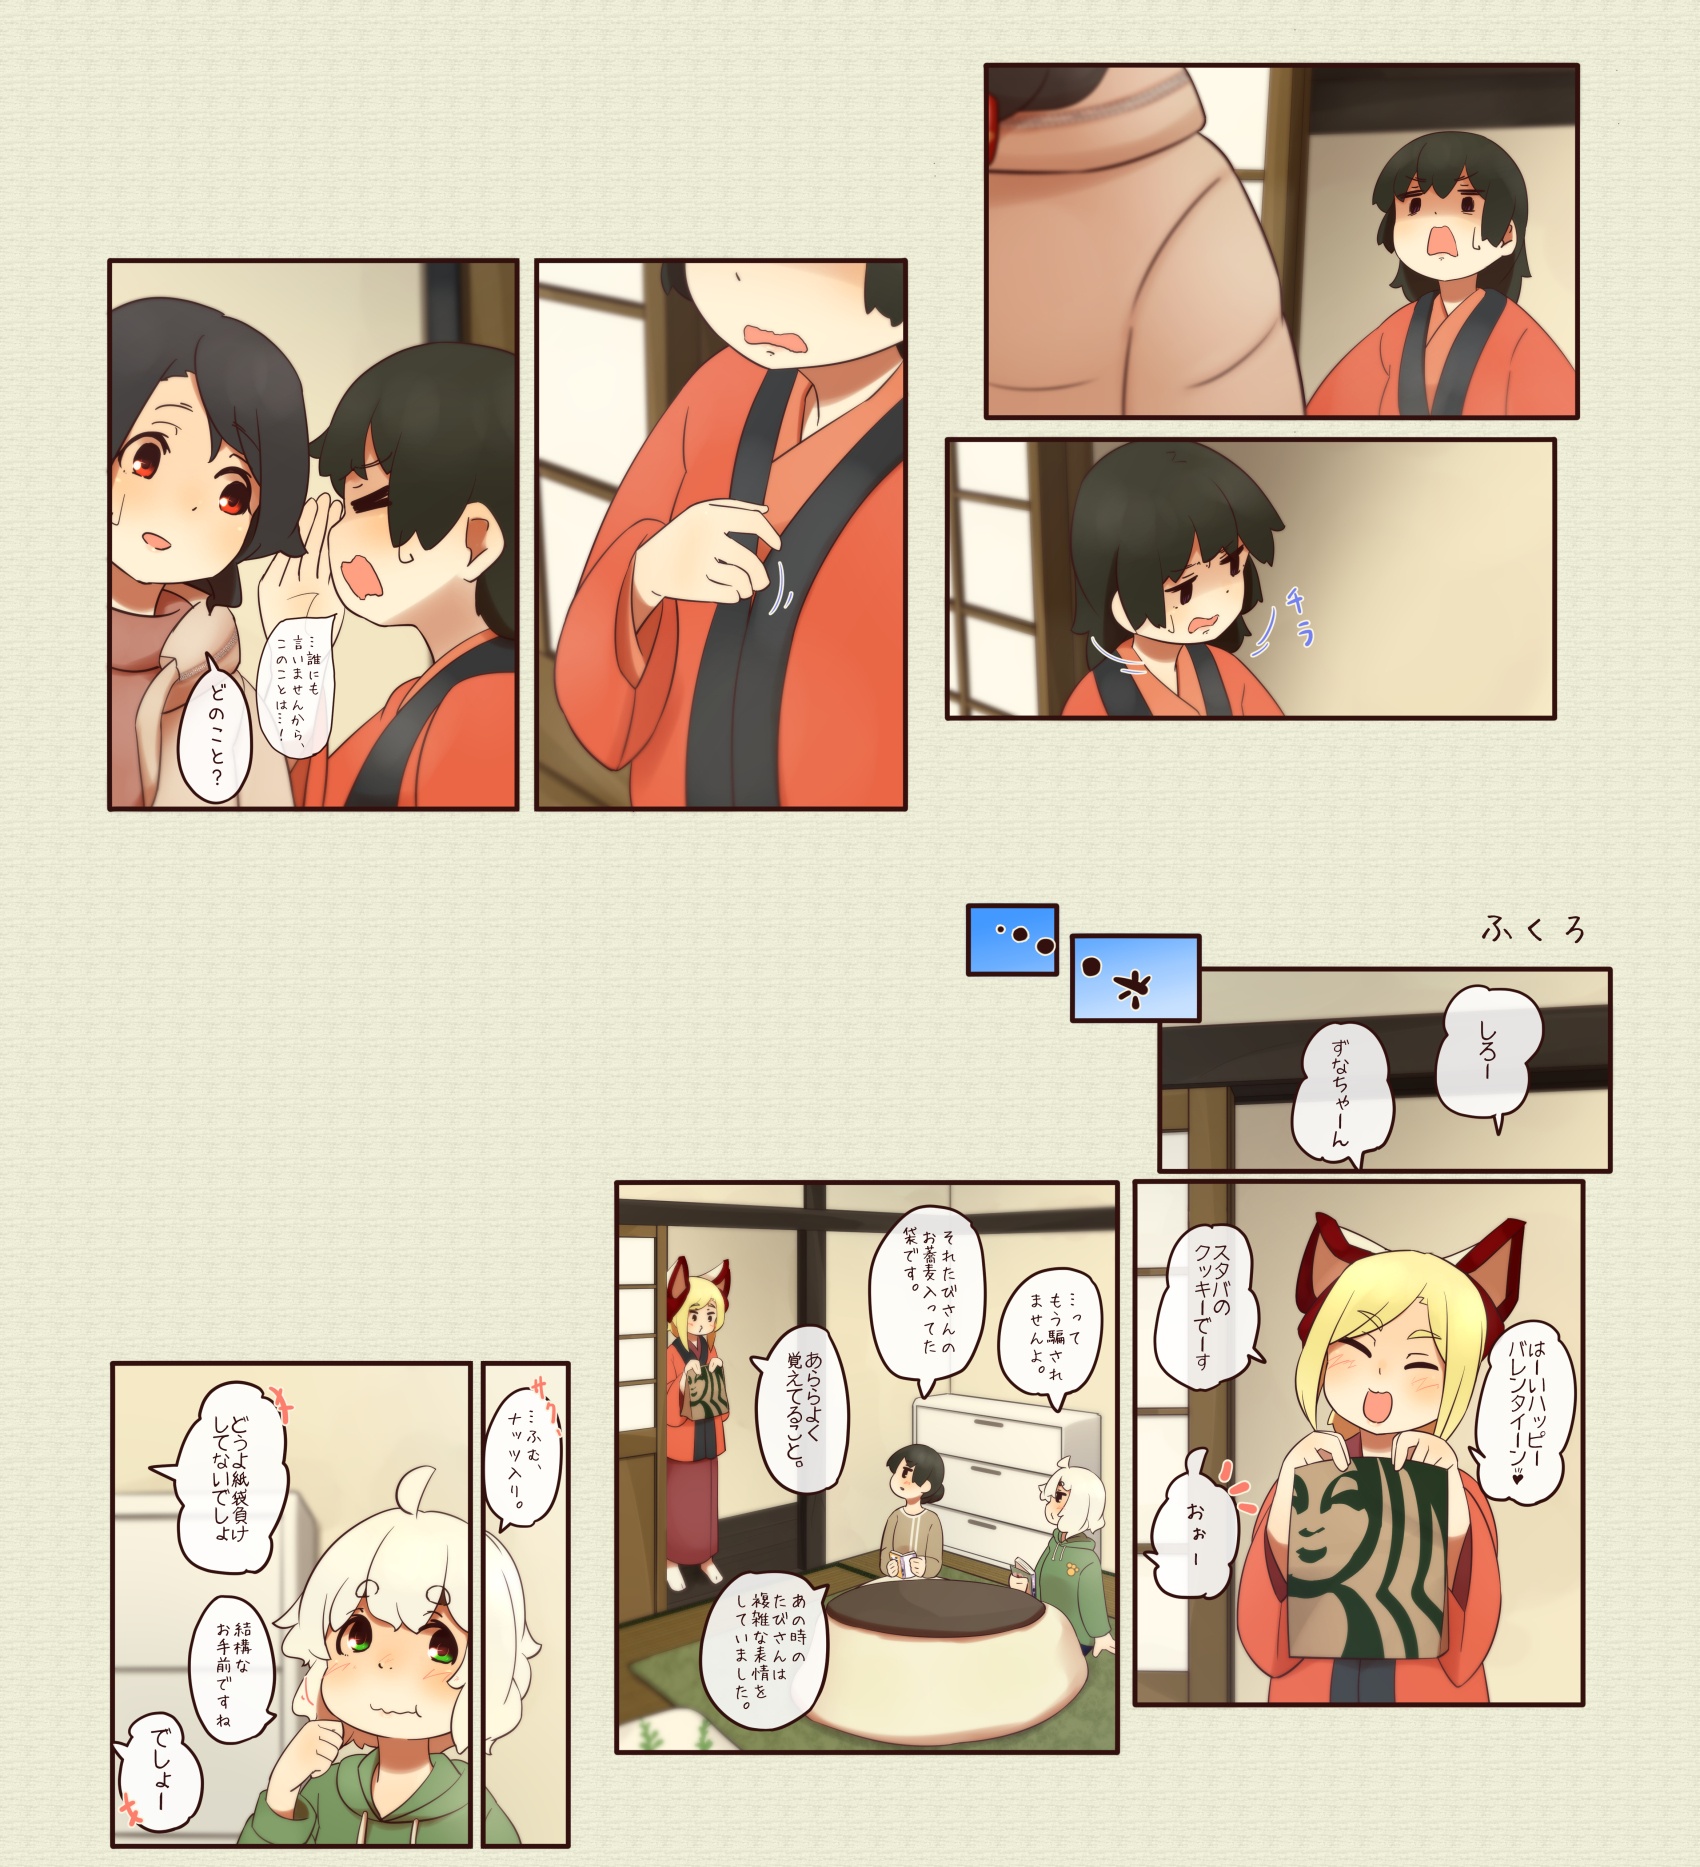 チラ
…誰にも
言いませんから、
このことは…！
どのこと？
ふくろ
しろー
ずなちゃーん
はーいハッピー
バレンタイーンッ♥
スタバの
クッキーでーす
おぉー
…って
もう騙され
ませんよ。
それたびさんの
お蕎麦入ってた
袋です。
あららよく
覚えてること。
あの時の
たびさんは
複雑な表情を
していました。
サク
…ふむ、
ナッツ入り。
どうよ紙袋負け
してないでしょ
結構な
お手前ですね
でしょー